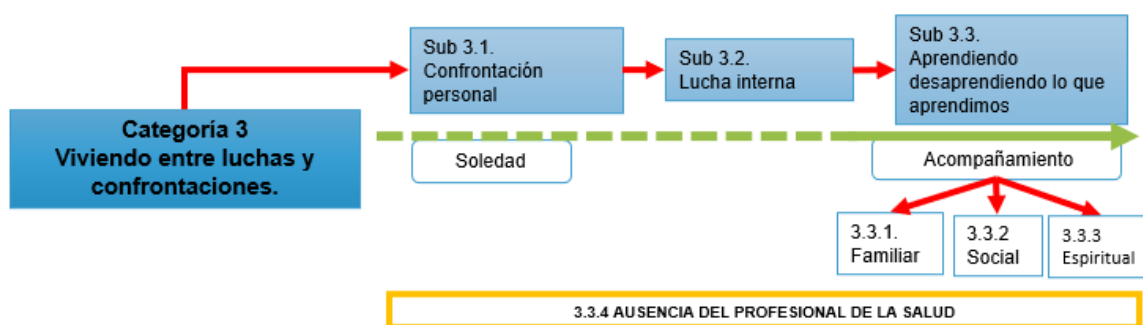 Sub 3.1.
Confrontación
personal
Sub 3.2.
Lucha interna
Sub 3.3.
Aprendiendo
desaprendiendo lo que
aprendimos
Categoría 3
Viviendo entre luchas y
confrontaciones.
Soledad
Acompañamiento
3.3.1.
Familiar
3.3.2
Social
3.3.3
Espiritual
3.3.4 AUSENCIA DEL PROFESIONAL DE LA SALUD